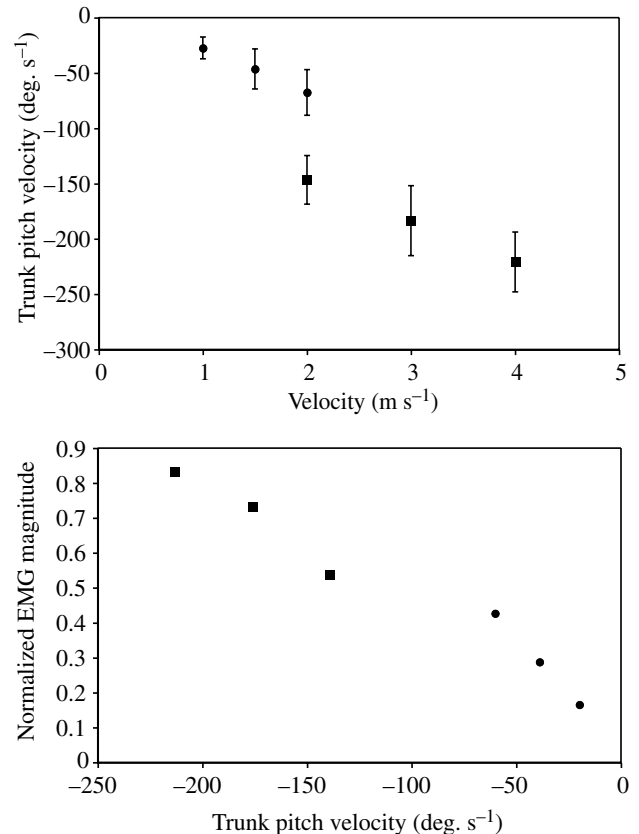 Trunk pitch velocity (deg. s⁻¹)
0
–50
–100
–150
–200
–250
–300
0 1 2 3 4 5
Velocity (m s⁻¹)
Normalized EMG magnitude
0.9
0.8
0.7
0.6
0.5
0.4
0.3
0.2
0.1
0
–250 –200 –150 –100 –50 0
Trunk pitch velocity (deg. s⁻¹)